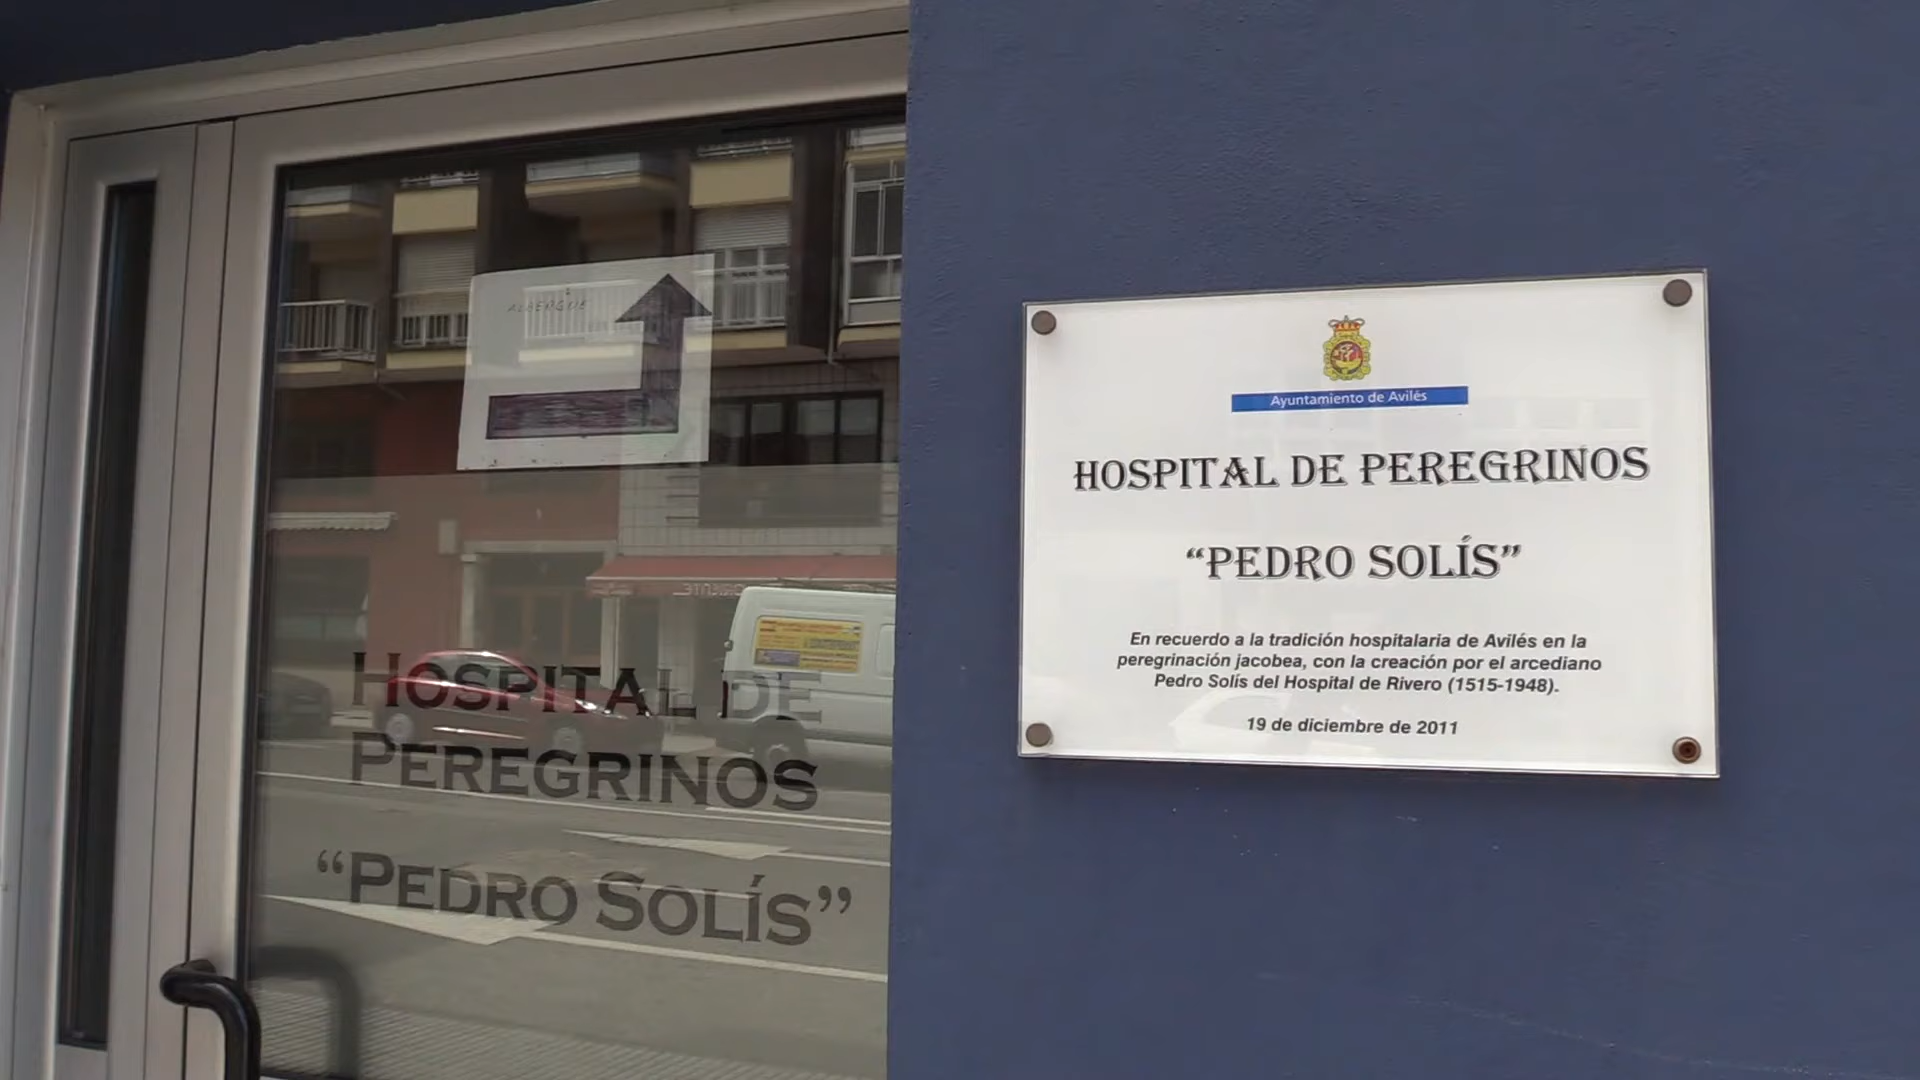 ALBERGUE
HOSPITAL DE
PEREGRINOS
“PEDRO SOLÍS”
Ayuntamiento de Avilés
HOSPITAL DE PEREGRINOS
“PEDRO SOLÍS”
En recuerdo a la tradición hospitalaria de Avilés en la
peregrinación jacobea, con la creación por el arcediano
Pedro Solís del Hospital de Rivero (1515-1948).
19 de diciembre de 2011